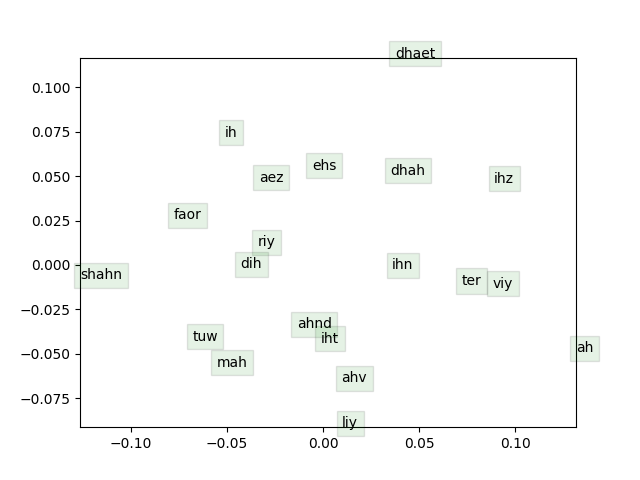 dhaet
0.100
ih
0.075
ehs
dhah
0.050
aez
ihz
faor
0.025
riy
dih
ihn
0.000
shahn
ter
viy
−0.025
ahnd
tuw
iht
ah
−0.050
mah
ahv
−0.075
liy
−0.10 −0.05 0.00 0.05 0.10